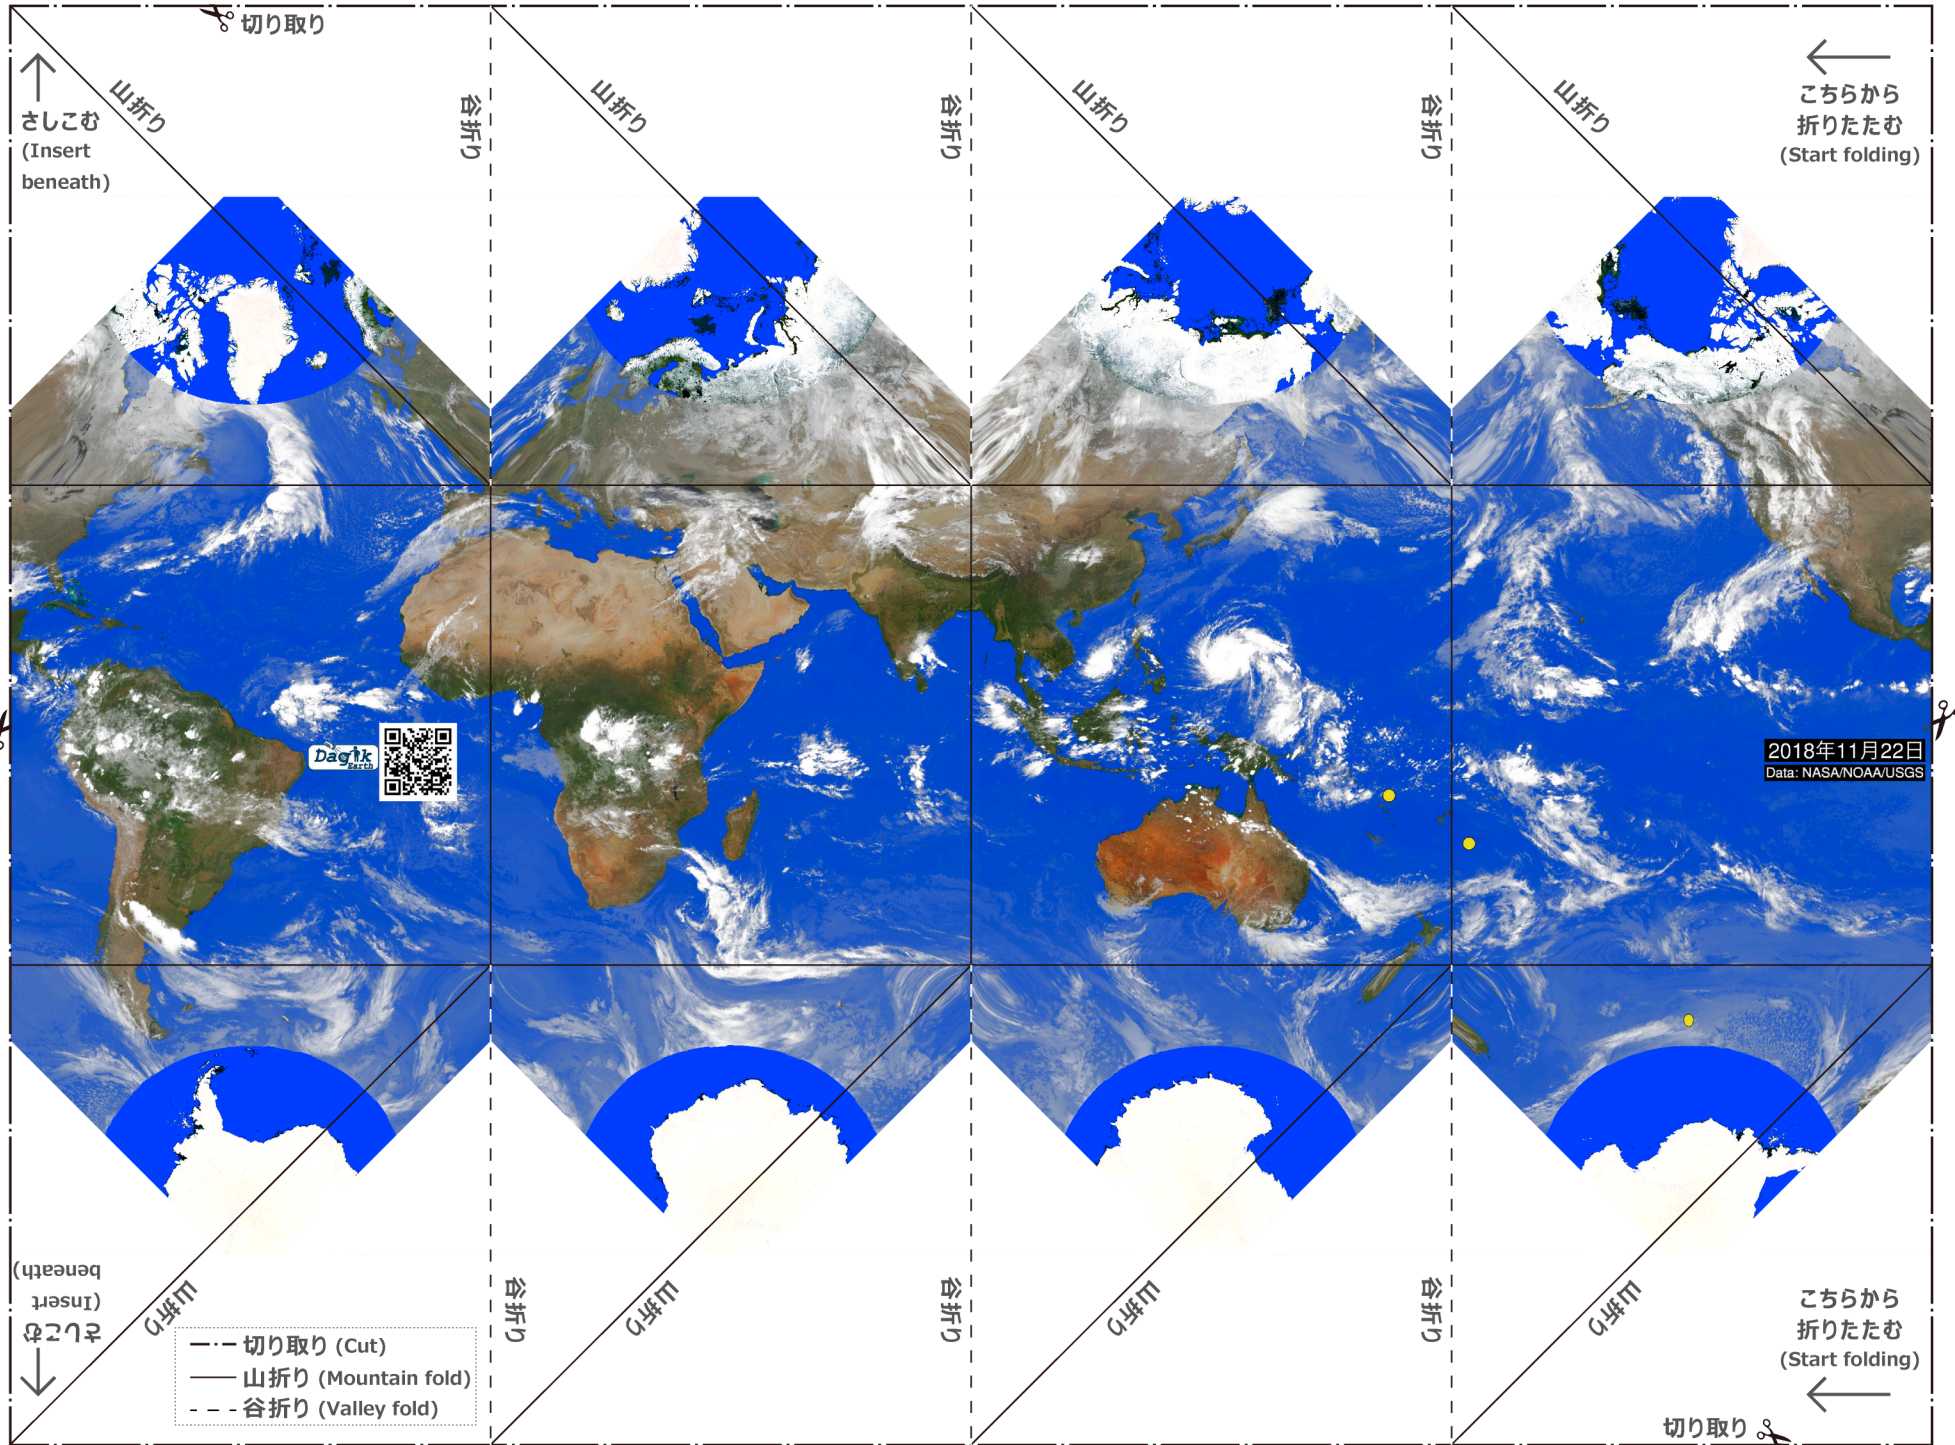 切り取り
さしこむ
(Insert
beneath)
山折り
谷折り
山折り
谷折り
山折り
谷折り
山折り
こちらから
折りたたむ
(Start folding)
Dagik
Earth
2018年11月22日
Data: NASA/NOAA/USGS
さしこむ
(Insert
beneath)
山折り
谷折り
山折り
谷折り
山折り
谷折り
山折り
こちらから
折りたたむ
(Start folding)
切り取り (Cut)
山折り (Mountain fold)
谷折り (Valley fold)
切り取り